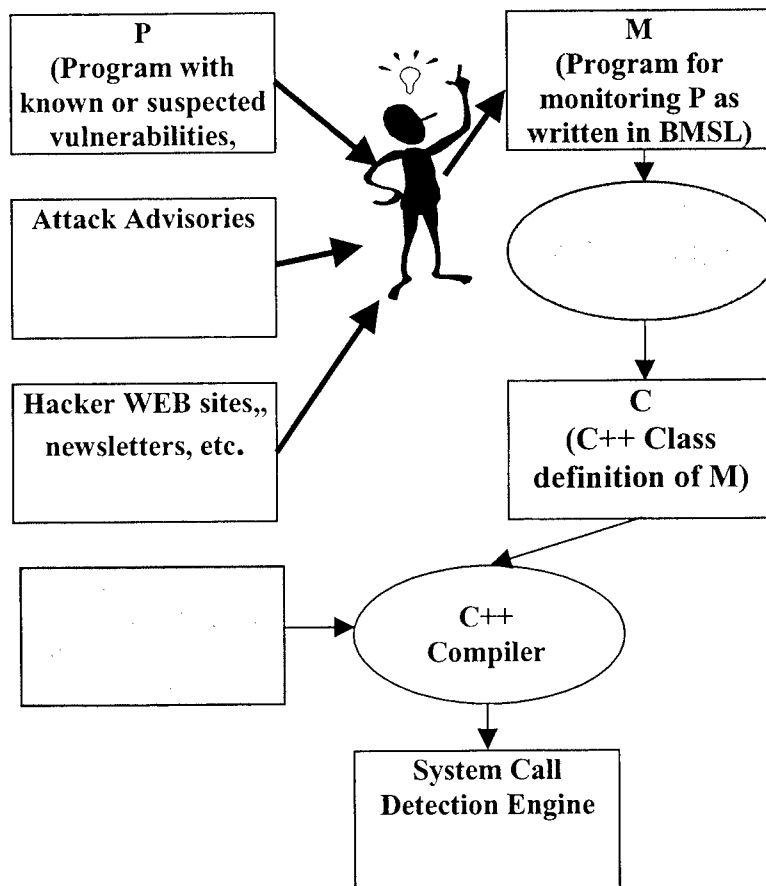 P
(Program with
known or suspected
vulnerabilities,
M
(Program for
monitoring P as
written in BMSL)
Attack Advisories
Hacker WEB sites,,
newsletters, etc.
C
(C++ Class
definition of M)
C++
Compiler
System Call
Detection Engine